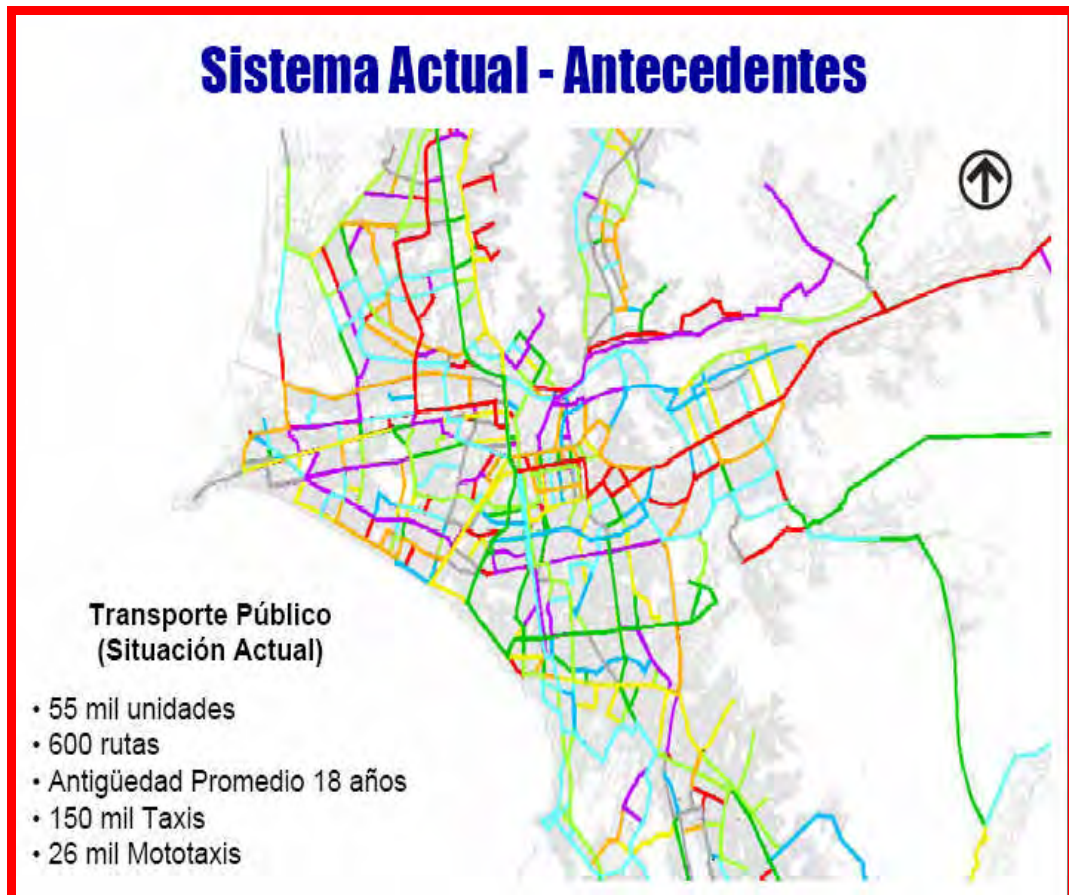 Sistema Actual - Antecedentes
Transporte Público
(Situación Actual)
• 55 mil unidades
• 600 rutas
• Antigüedad Promedio 18 años
• 150 mil Taxis
• 26 mil Mototaxis